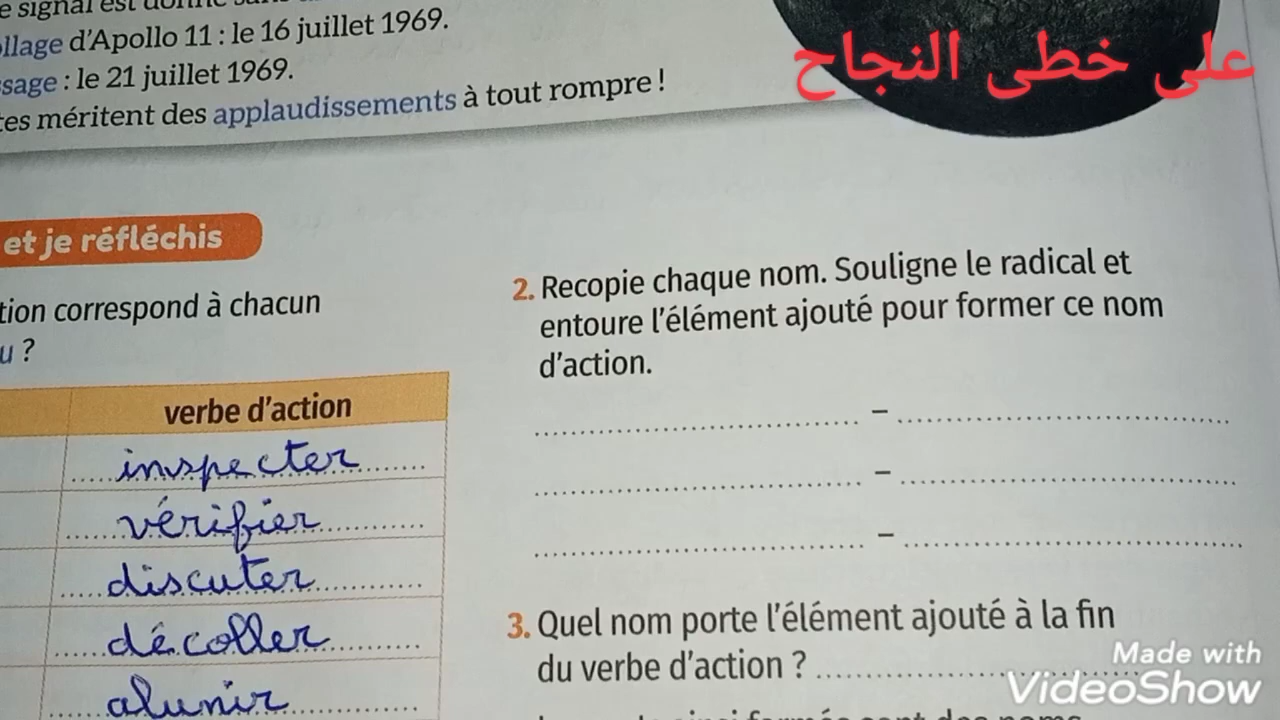 ollage d'Apollo 11 : le 16 juillet 1969.
ssage : le 21 juillet 1969.
tes méritent des applaudissements à tout rompre !
على خطى النجاح
et je réfléchis
tion correspond à chacun
u ?
verbe d'action
inspecter
vérifier
discuter
décoller
alunir
2. Recopie chaque nom. Souligne le radical et
entoure l'élément ajouté pour former ce nom
d'action.
–
–
–
3. Quel nom porte l'élément ajouté à la fin
du verbe d'action ?
Made with
VideoShow